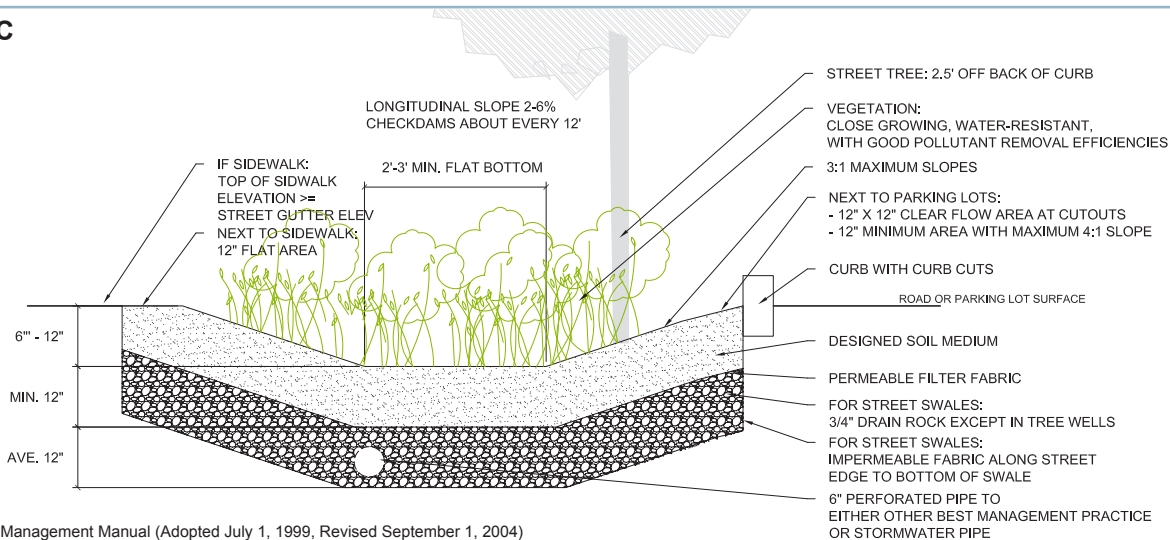 C
LONGITUDINAL SLOPE 2-6%
CHECKDAMS ABOUT EVERY 12'
2'-3' MIN. FLAT BOTTOM
IF SIDEWALK:
TOP OF SIDWALK
ELEVATION >=
STREET GUTTER ELEV
NEXT TO SIDEWALK:
12" FLAT AREA
6'" - 12"
MIN. 12"
AVE. 12"
STREET TREE: 2.5' OFF BACK OF CURB
VEGETATION:
CLOSE GROWING, WATER-RESISTANT,
WITH GOOD POLLUTANT REMOVAL EFFICIENCIES
3:1 MAXIMUM SLOPES
NEXT TO PARKING LOTS:
- 12" X 12" CLEAR FLOW AREA AT CUTOUTS
- 12" MINIMUM AREA WITH MAXIMUM 4:1 SLOPE
CURB WITH CURB CUTS
ROAD OR PARKING LOT SURFACE
DESIGNED SOIL MEDIUM
PERMEABLE FILTER FABRIC
FOR STREET SWALES:
3/4" DRAIN ROCK EXCEPT IN TREE WELLS
FOR STREET SWALES:
IMPERMEABLE FABRIC ALONG STREET
EDGE TO BOTTOM OF SWALE
6" PERFORATED PIPE TO
EITHER OTHER BEST MANAGEMENT PRACTICE
OR STORMWATER PIPE
Management Manual (Adopted July 1, 1999, Revised September 1, 2004)